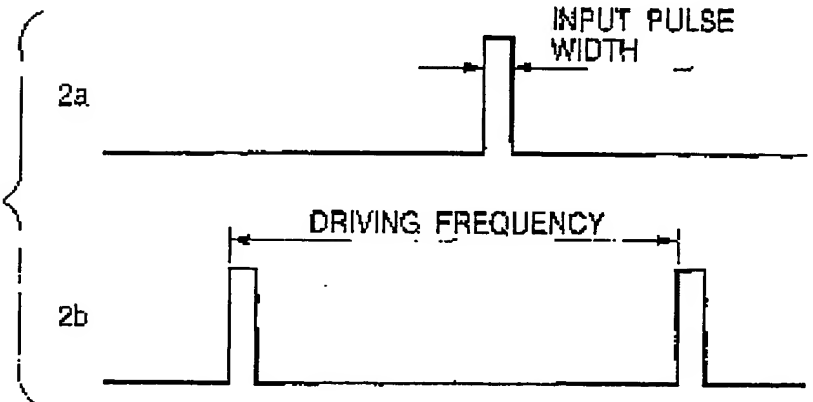 INPUT PULSE
WIDTH
2a
DRIVING FREQUENCY
2b